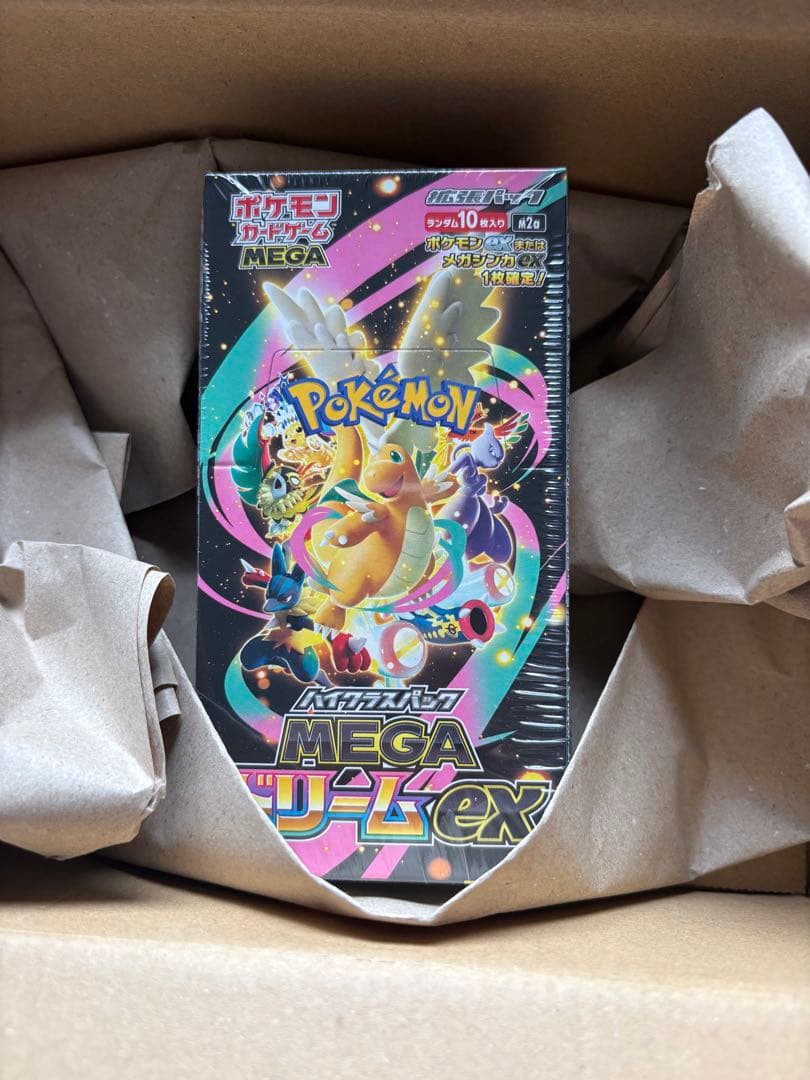 ポケモン
カードゲーム
MEGA
拡張パック
ランダム10枚入り M2a
ポケモンexまたは
メガシンカex
1枚確定!
POKéMON
TM
ハイクラスパック
MEGA
ドリームex